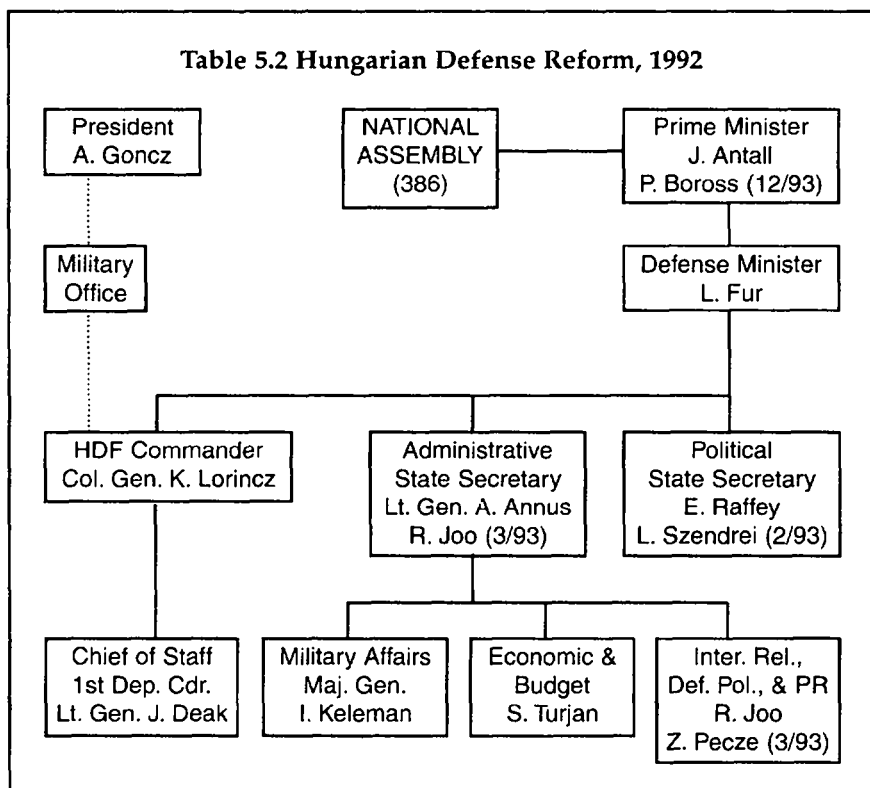 Table 5.2 Hungarian Defense Reform, 1992
President
A. Goncz
NATIONAL
ASSEMBLY
(386)
Prime Minister
J. Antall
P. Boross (12/93)
Military
Office
Defense Minister
L. Fur
HDF Commander
Col. Gen. K. Lorincz
Administrative
State Secretary
Lt. Gen. A. Annus
R. Joo (3/93)
Political
State Secretary
E. Raffey
L. Szendrei (2/93)
Chief of Staff
1st Dep. Cdr.
Lt. Gen. J. Deak
Military Affairs
Maj. Gen.
I. Keleman
Economic &
Budget
S. Turjan
Inter. Rel.,
Def. Pol., & PR
R. Joo
Z. Pecze (3/93)